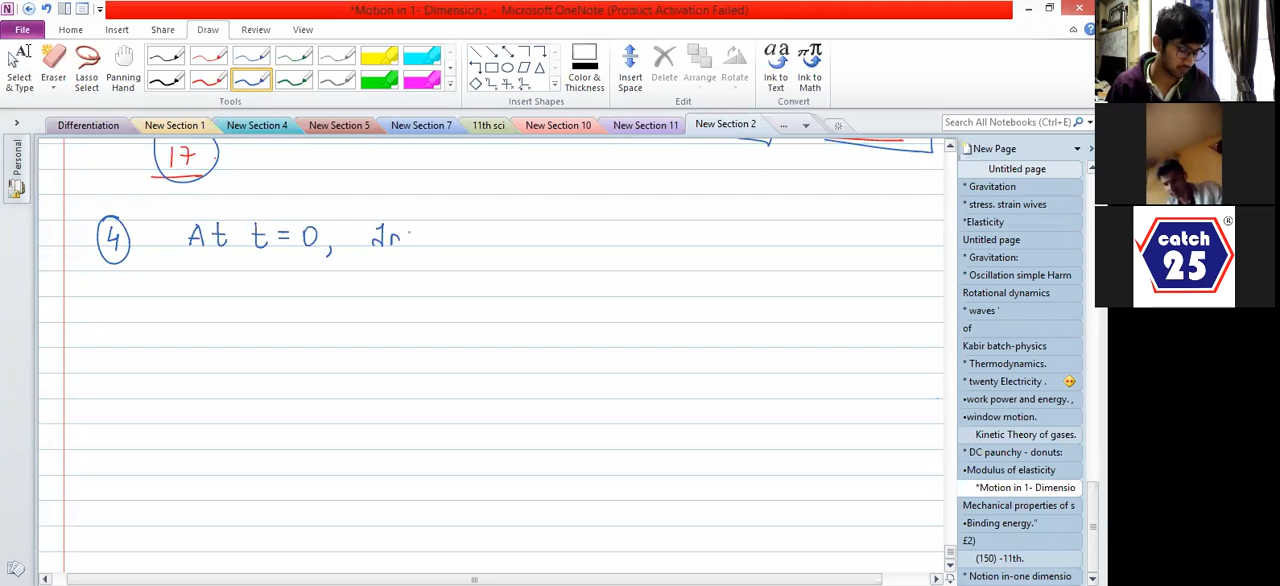 *Motion in 1- Dimension : - Microsoft OneNote (Product Activation Failed)
File Home Insert Share Draw Review View
Select & Type
Eraser
Lasso Select
Panning Hand
Color & Thickness
Insert Space
Delete
Arrange
Rotate
Ink to Text
Ink to Math
Tools
Insert Shapes
Edit
Convert
Differentiation New Section 1 New Section 4 New Section 5 New Section 7 11th sci New Section 10 New Section 11 New Section 2 ...
Search All Notebooks (Ctrl+E)
Personal
17
4 At t = 0, In
New Page
Untitled page
* Gravitation
* stress. strain wives
*Elasticity
Untitled page
* Gravitation:
* Oscillation simple Harm
Rotational dynamics
* waves '
of
Kabir batch-physics
* Thermodynamics.
* twenty Electricity .
•work power and energy. ,
•window motion.
Kinetic Theory of gases.
* DC paunchy - donuts:
•Modulus of elasticity
*Motion in 1- Dimensio
Mechanical properties of s
•Binding energy."
£2)
(150) -11th.
* Notion in-one dimensio
catch
25